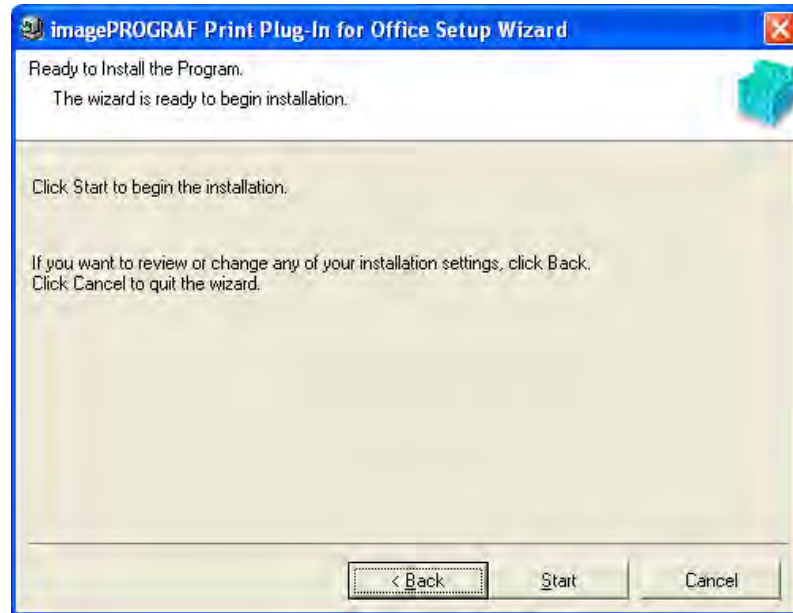 imagePROGRAF Print Plug-In for Office Setup Wizard
Ready to Install the Program.
The wizard is ready to begin installation.
Click Start to begin the installation.
If you want to review or change any of your installation settings, click Back.
Click Cancel to quit the wizard.
< Back Start Cancel